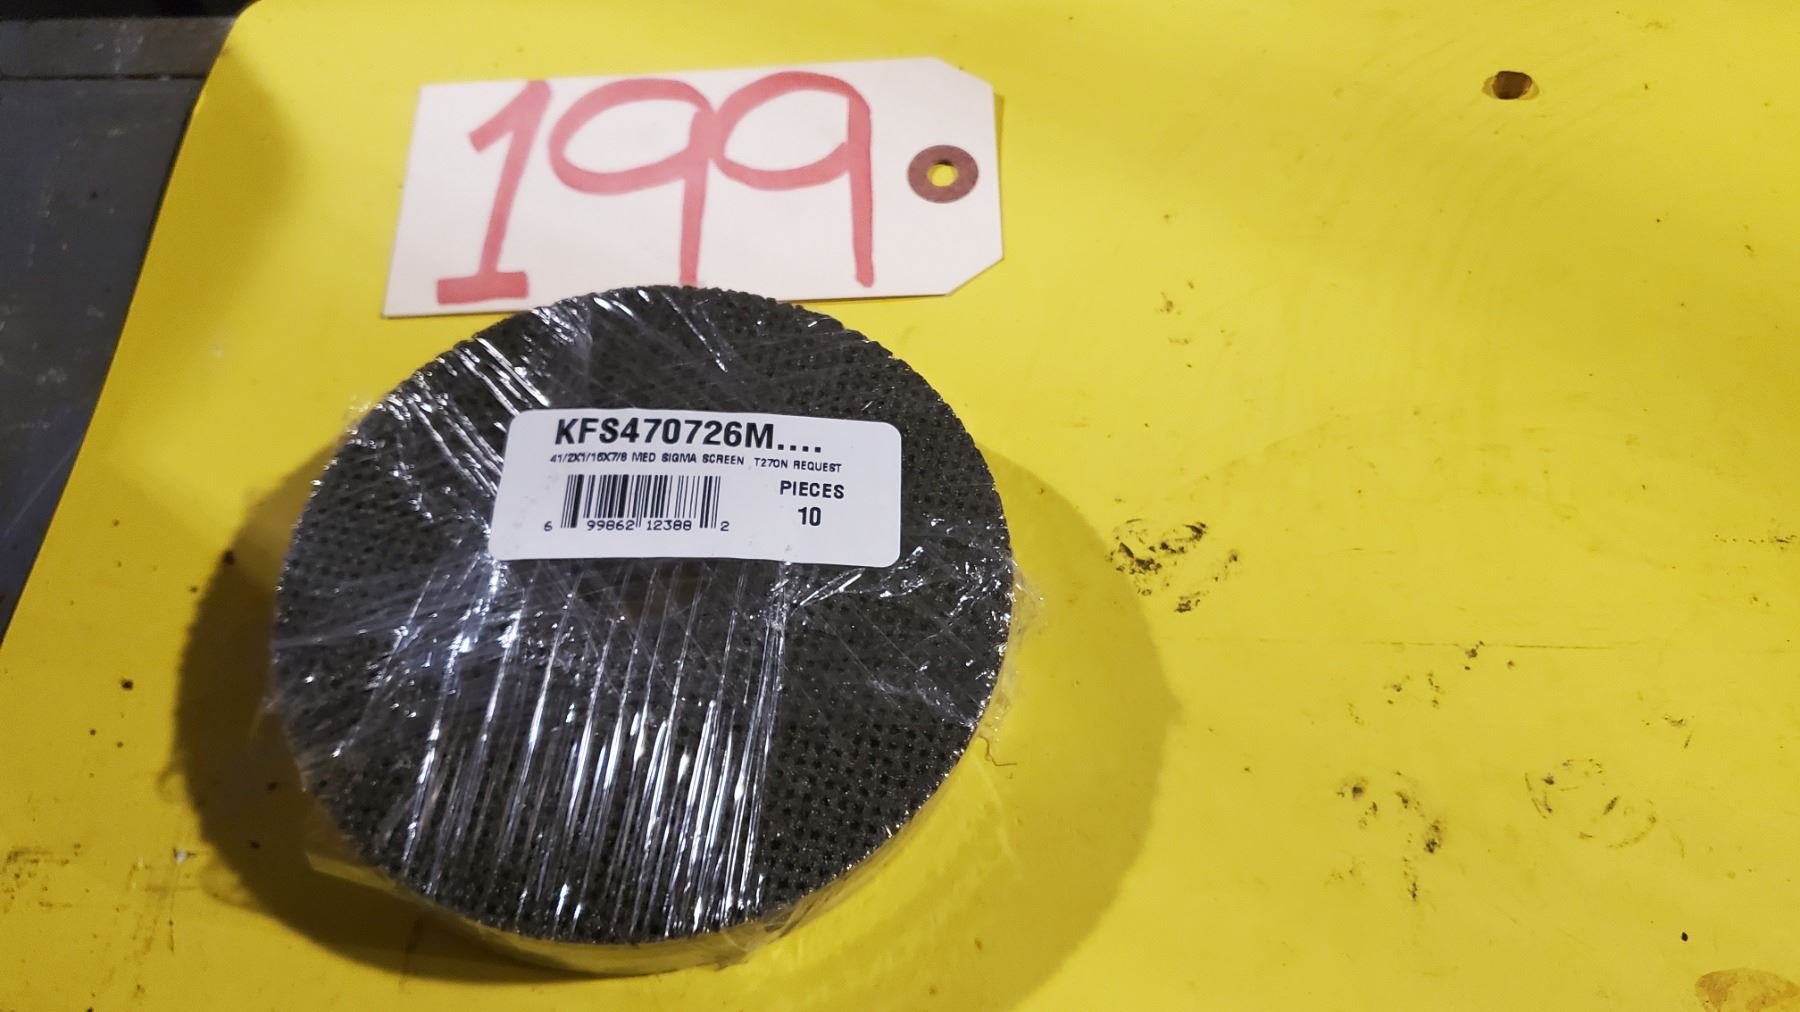 199
KFS470726M....
41/2X1/16X7/8 MED SIGMA SCREEN T27ON REQUEST
PIECES
10
6 99862 12388 2